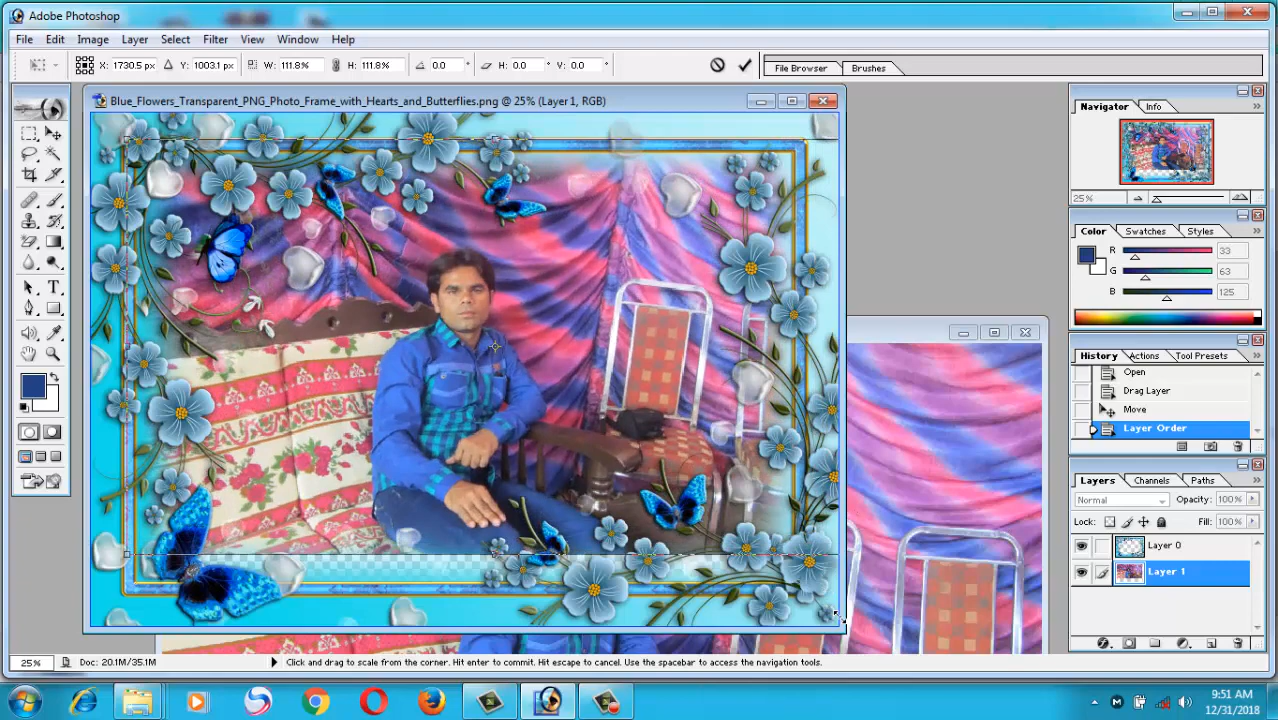 Adobe Photoshop
File Edit Image Layer Select Filter View Window Help
X: 1730.5 px Y: 1003.1 px W: 111.8% H: 111.8% 0.0 ° H: 0.0 ° V: 0.0 ° File Browser Brushes
Blue_Flowers_Transparent_PNG_Photo_Frame_with_Hearts_and_Butterflies.png @ 25% (Layer 1, RGB)
Navigator Info
25%
Color Swatches Styles
R 33
G 63
B 125
History Actions Tool Presets
Open
Drag Layer
Move
Layer Order
Layers Channels Paths
Normal Opacity: 100%
Lock: Fill: 100%
Layer 0
Layer 1
25% Doc: 20.1M/35.1M Click and drag to scale from the corner. Hit enter to commit. Hit escape to cancel. Use the spacebar to access the navigation tools.
9:51 AM
12/31/2018